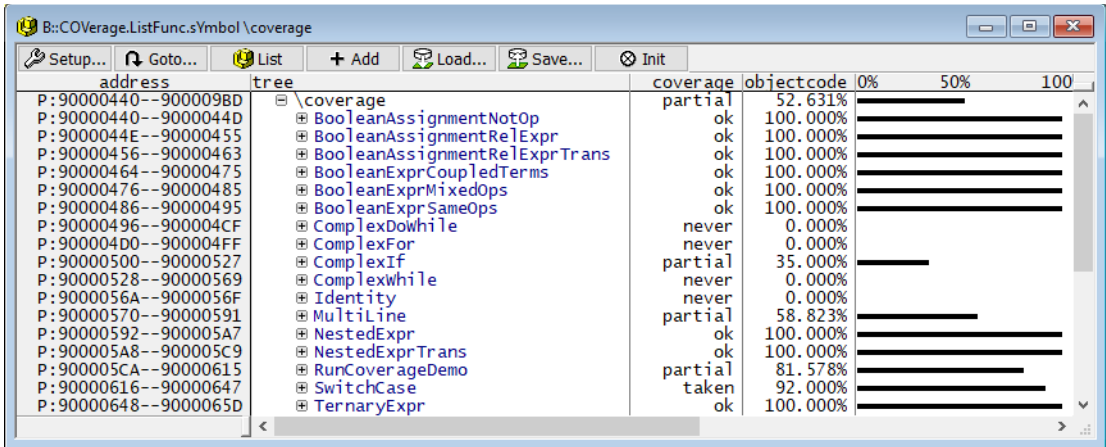 B::COVerage.ListFunc.sYmbol \coverage
Setup... Goto... List + Add Load... Save... Init
address tree coverage objectcode 0% 50% 100
P:90000440--900009BD \coverage partial 52.631%
P:90000440--9000044D BooleanAssignmentNotOp ok 100.000%
P:9000044E--90000455 BooleanAssignmentRelExpr ok 100.000%
P:90000456--90000463 BooleanAssignmentRelExprTrans ok 100.000%
P:90000464--90000475 BooleanExprCoupledTerms ok 100.000%
P:90000476--90000485 BooleanExprMixedOps ok 100.000%
P:90000486--90000495 BooleanExprSameOps ok 100.000%
P:90000496--900004CF ComplexDoWhile never 0.000%
P:900004D0--900004FF ComplexFor never 0.000%
P:90000500--90000527 ComplexIf partial 35.000%
P:90000528--90000569 ComplexWhile never 0.000%
P:9000056A--9000056F Identity never 0.000%
P:90000570--90000591 MultiLine partial 58.823%
P:90000592--900005A7 NestedExpr ok 100.000%
P:900005A8--900005C9 NestedExprTrans ok 100.000%
P:900005CA--90000615 RunCoverageDemo partial 81.578%
P:90000616--90000647 SwitchCase taken 92.000%
P:90000648--9000065D TernaryExpr ok 100.000%